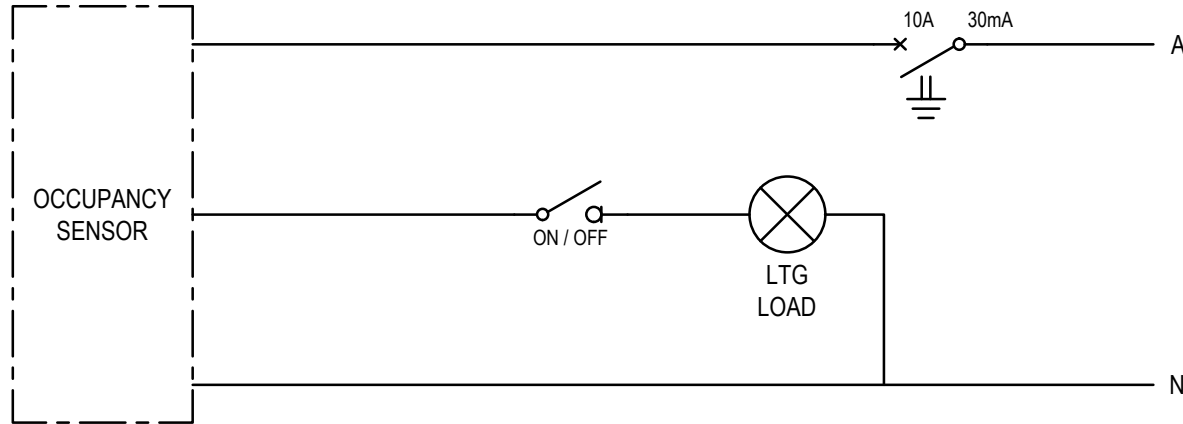 10A 30mA
A
OCCUPANCY
SENSOR
ON / OFF
LTG
LOAD
N